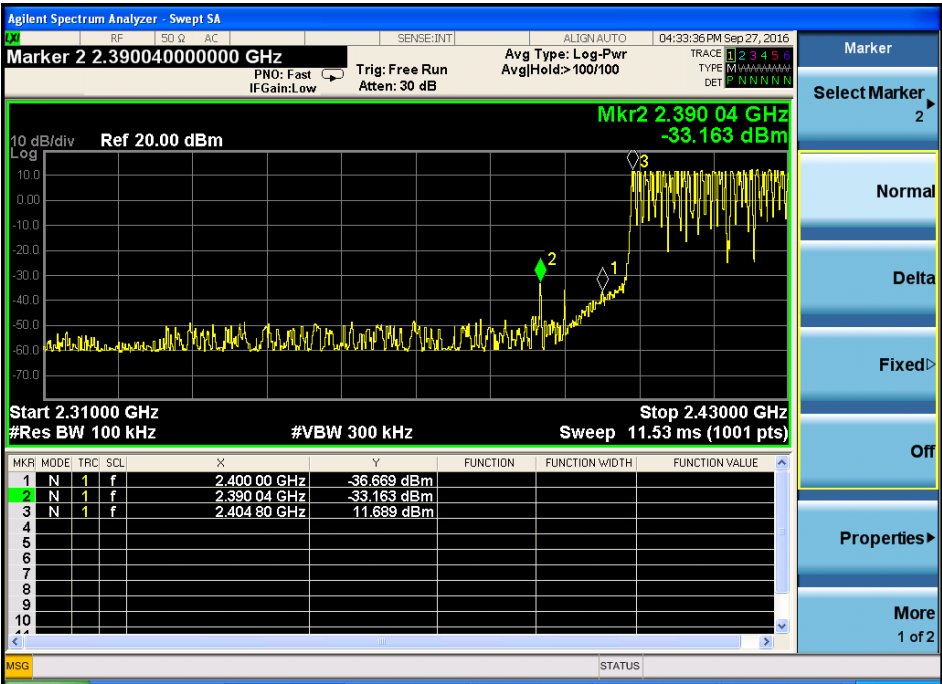 Agilent Spectrum Analyzer - Swept SA
LXI RF 50 Ω AC SENSE:INT ALIGN AUTO 04:33:36 PM Sep 27, 2016
Marker 2 2.390040000000 GHz
PNO: Fast
IFGain:Low
Trig: Free Run
Atten: 30 dB
Avg Type: Log-Pwr
Avg|Hold:>100/100
TRACE 1 2 3 4 5 6
TYPE M
DET P N N N N N
Mkr2 2.390 04 GHz
-33.163 dBm
10 dB/div Ref 20.00 dBm
Log
10.0
0.00
-10.0
-20.0
-30.0
-40.0
-50.0
-60.0
-70.0
3
2
1
Start 2.31000 GHz Stop 2.43000 GHz
#Res BW 100 kHz #VBW 300 kHz Sweep 11.53 ms (1001 pts)
MKR MODE TRC SCL X Y FUNCTION FUNCTION WIDTH FUNCTION VALUE
1 N 1 f 2.400 00 GHz -36.669 dBm
2 N 1 f 2.390 04 GHz -33.163 dBm
3 N 1 f 2.404 80 GHz 11.689 dBm
4
5
6
7
8
9
10
11
MSG STATUS
Marker
Select Marker
2
Normal
Delta
Fixed
Off
Properties
More
1 of 2